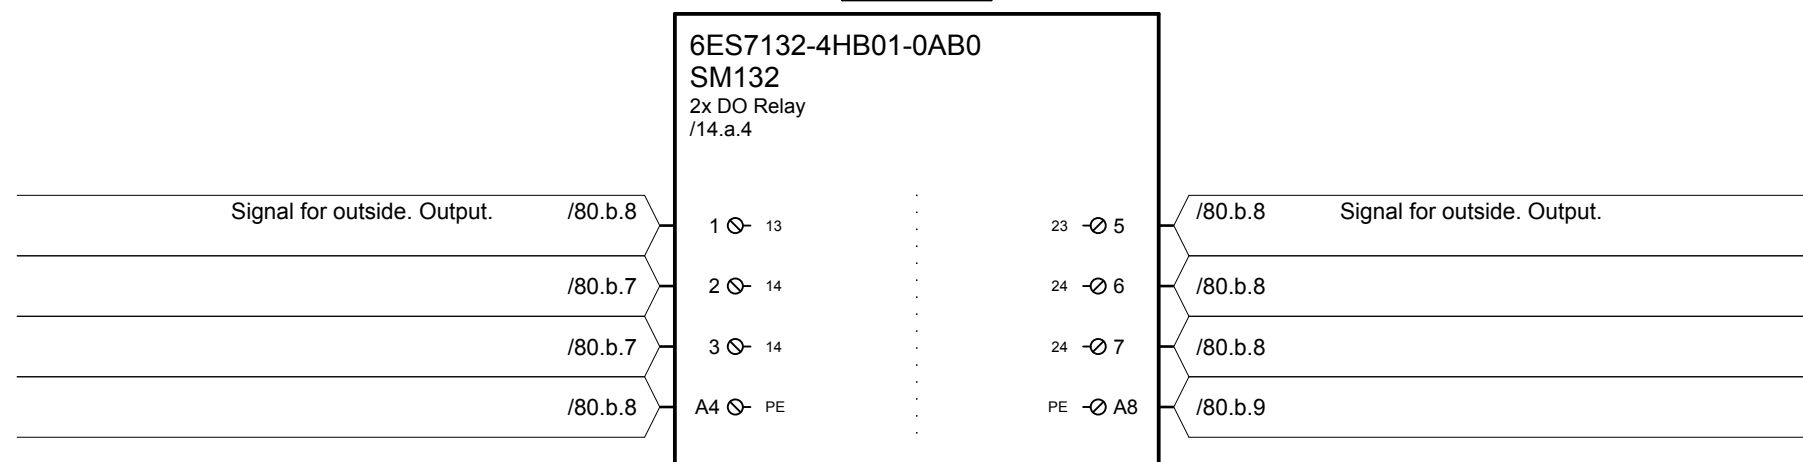 6ES7132-4HB01-0AB0
SM132
2x DO Relay
/14.a.4
Signal for outside. Output. /80.b.8 1 13 23 5 /80.b.8 Signal for outside. Output.
/80.b.7 2 14 24 6 /80.b.8
/80.b.7 3 14 24 7 /80.b.8
/80.b.8 A4 PE PE A8 /80.b.9